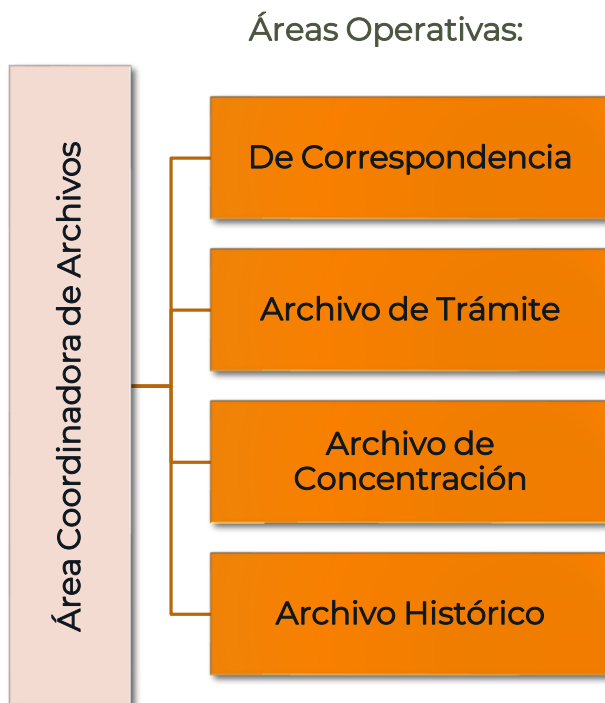 Áreas Operativas:
Área Coordinadora de Archivos
De Correspondencia
Archivo de Trámite
Archivo de
Concentración
Archivo Histórico